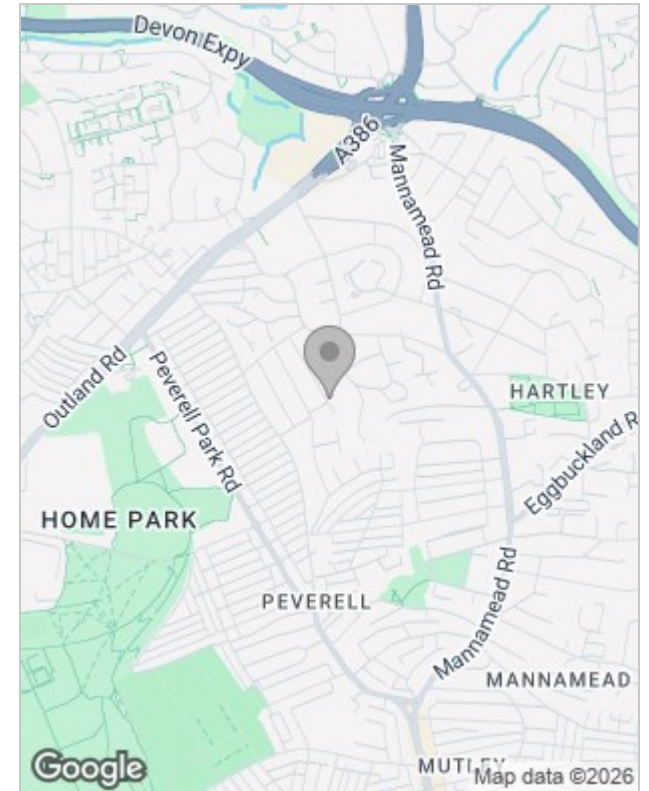 Devon Expy
A386
Mannamead Rd
Outland Rd
Peverell Park Rd
HARTLEY
Eggbuckland R
HOME PARK
PEVERELL
Mannamead Rd
MANNAMEAD
MUTLEY
Google
Map data ©2026